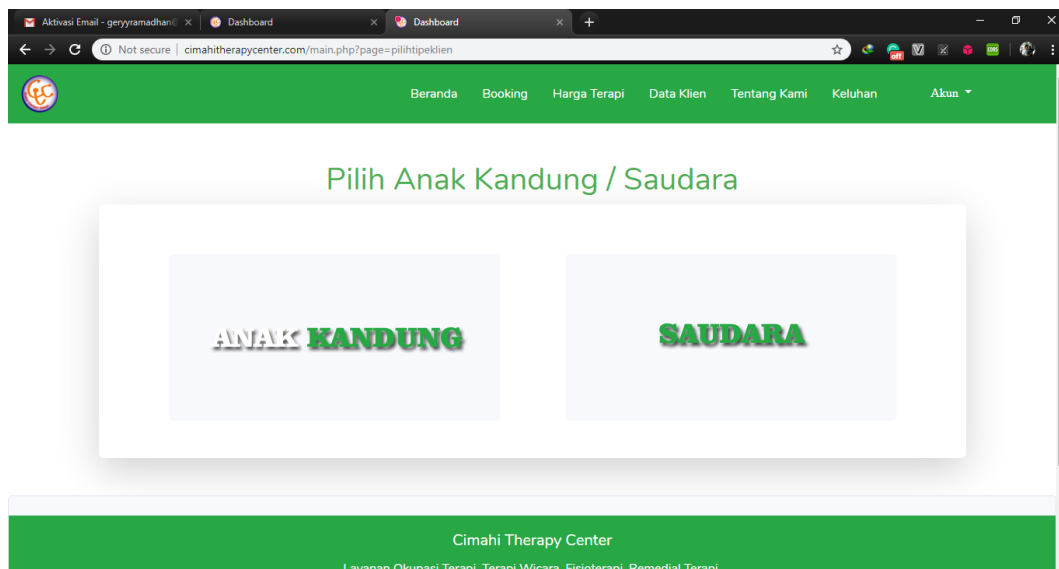 Aktivasi Email - geryyramadhan@
Dashboard
Dashboard
Not secure | cimahitherapycenter.com/main.php?page=pilihtipeklien
off
Beranda Booking Harga Terapi Data Klien Tentang Kami Keluhan Akun
Pilih Anak Kandung / Saudara
ANAK KANDUNG
SAUDARA
Cimahi Therapy Center
Layanan Okupasi Terapi, Terapi Wicara, Fisioterapi, Remedial Terapi